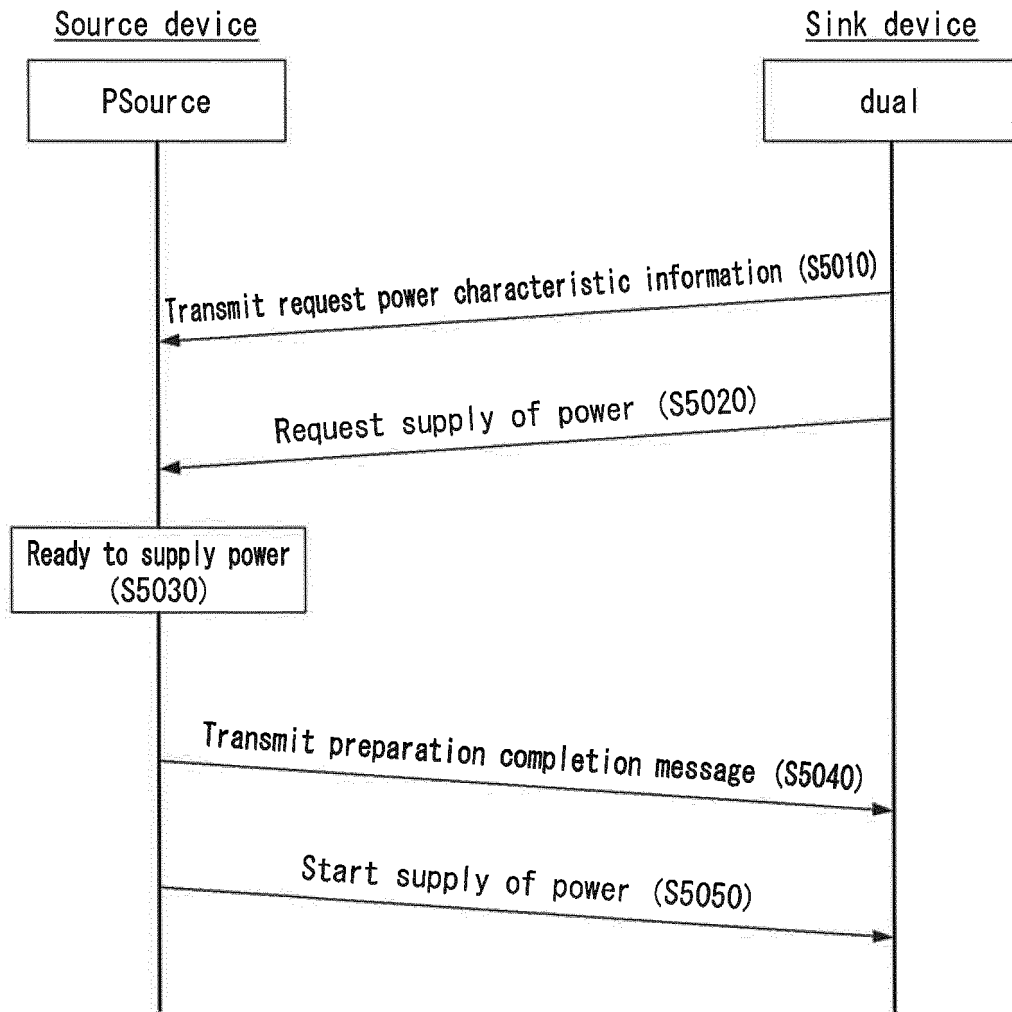 Source device
Sink device
PSource
dual
Transmit request power characteristic information (S5010)
Request supply of power (S5020)
Ready to supply power
(S5030)
Transmit preparation completion message (S5040)
Start supply of power (S5050)